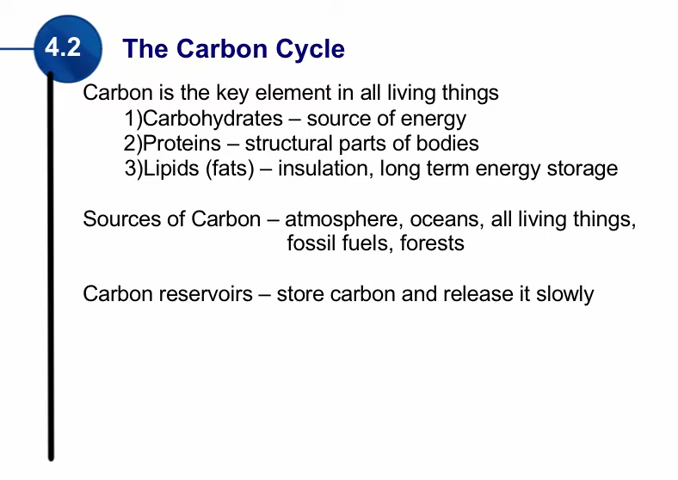 4.2
The Carbon Cycle
Carbon is the key element in all living things
1)Carbohydrates – source of energy
2)Proteins – structural parts of bodies
3)Lipids (fats) – insulation, long term energy storage
Sources of Carbon – atmosphere, oceans, all living things,
fossil fuels, forests
Carbon reservoirs – store carbon and release it slowly